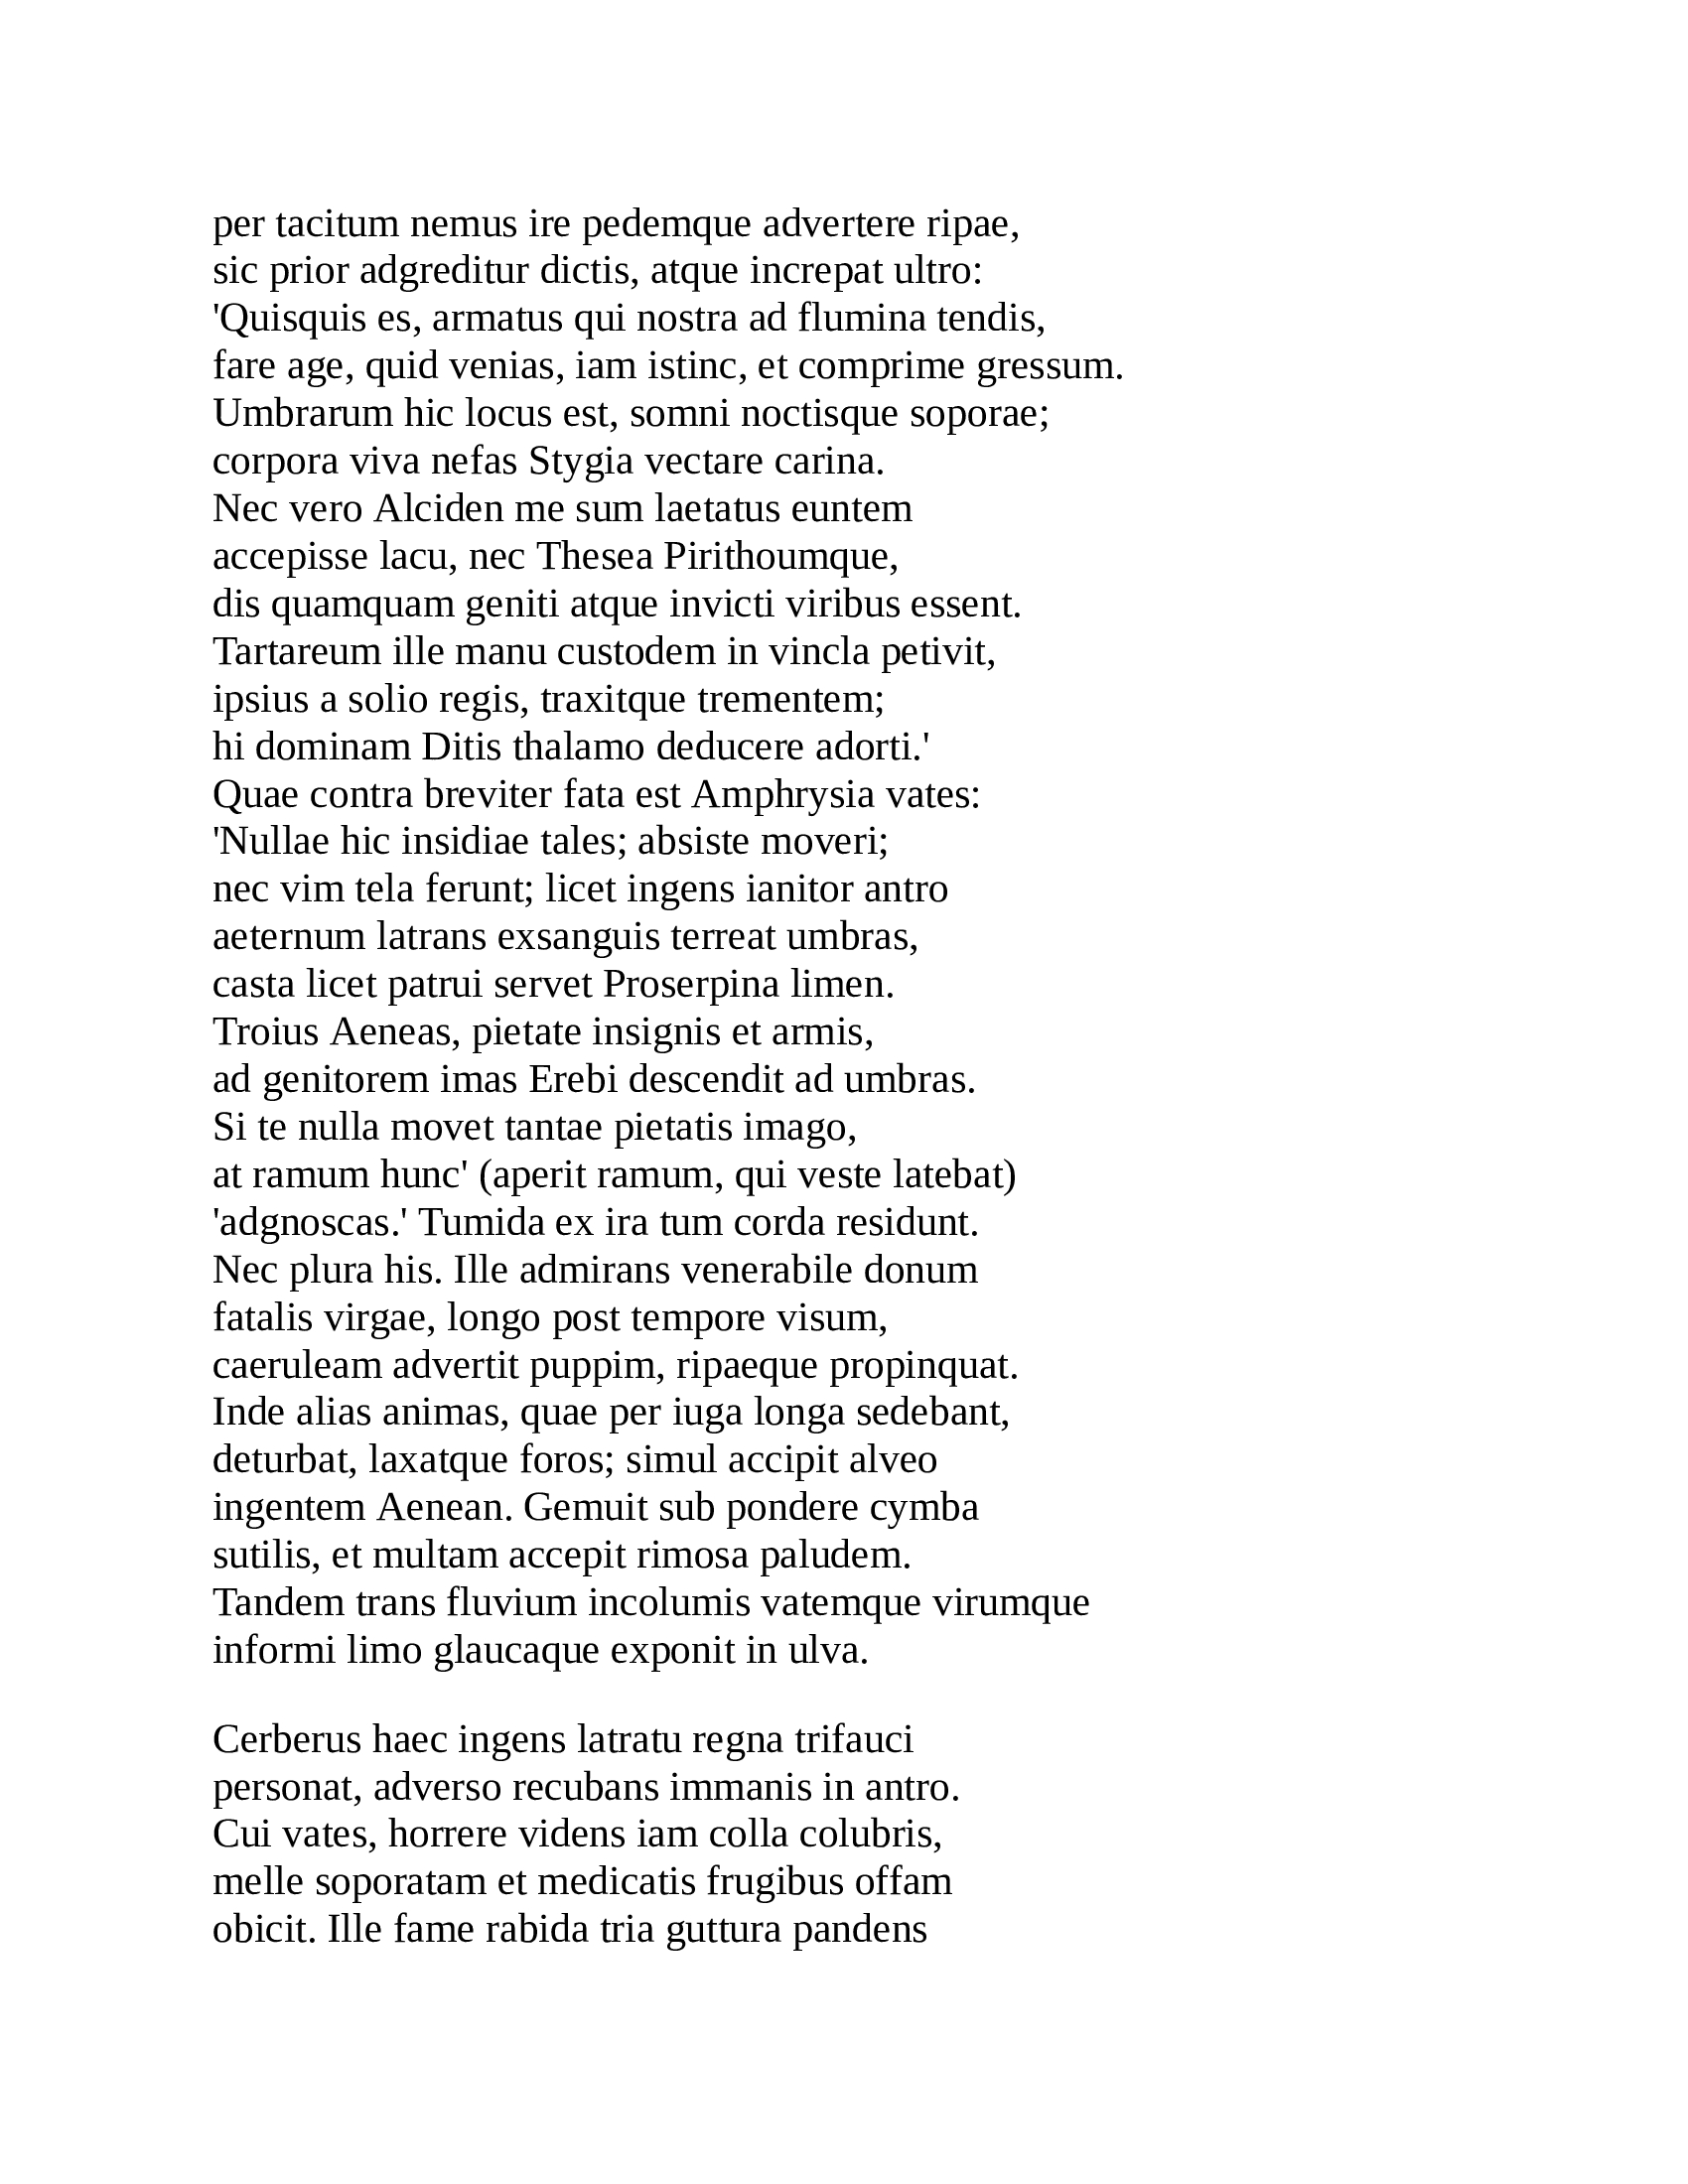 per tacitum nemus ire pedemque advertere ripae,
sic prior adgreditur dictis, atque increpat ultro:
'Quisquis es, armatus qui nostra ad flumina tendis,
fare age, quid venias, iam istinc, et comprime gressum.
Umbrarum hic locus est, somni noctisque soporae;
corpora viva nefas Stygia vectare carina.
Nec vero Alciden me sum laetatus euntem
accepisse lacu, nec Thesea Pirithoumque,
dis quamquam geniti atque invicti viribus essent.
Tartareum ille manu custodem in vincla petivit,
ipsius a solio regis, traxitque trementem;
hi dominam Ditis thalamo deducere adorti.'
Quae contra breviter fata est Amphrysia vates:
'Nullae hic insidiae tales; absiste moveri;
nec vim tela ferunt; licet ingens ianitor antro
aeternum latrans exsanguis terreat umbras,
casta licet patrui servet Proserpina limen.
Troius Aeneas, pietate insignis et armis,
ad genitorem imas Erebi descendit ad umbras.
Si te nulla movet tantae pietatis imago,
at ramum hunc' (aperit ramum, qui veste latebat)
'adgnoscas.' Tumida ex ira tum corda residunt.
Nec plura his. Ille admirans venerabile donum
fatalis virgae, longo post tempore visum,
caeruleam advertit puppim, ripaeque propinquat.
Inde alias animas, quae per iuga longa sedebant,
deturbat, laxatque foros; simul accipit alveo
ingentem Aenean. Gemuit sub pondere cymba
sutilis, et multam accepit rimosa paludem.
Tandem trans fluvium incolumis vatemque virumque
informi limo glaucaque exponit in ulva.

Cerberus haec ingens latratu regna trifauci
personat, adverso recubans immanis in antro.
Cui vates, horrere videns iam colla colubris,
melle soporatam et medicatis frugibus offam
obicit. Ille fame rabida tria guttura pandens